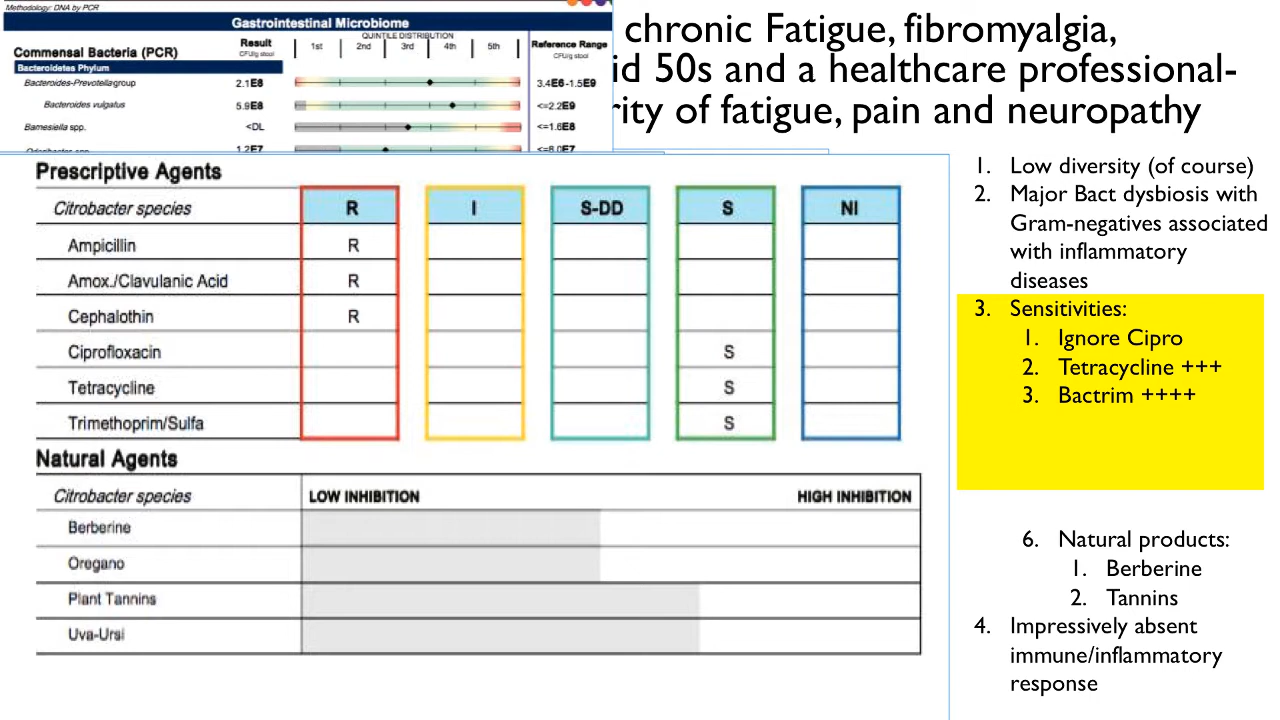 Methodology: DNA by PCR
Gastrointestinal Microbiome
chronic Fatigue, fibromyalgia,
id 50s and a healthcare professional-
rity of fatigue, pain and neuropathy
Commensal Bacteria (PCR) Result QUINTILE DISTRIBUTION Reference Range
CFU/g stool 1st 2nd 3rd 4th 5th CFU/g stool
Bacteroidetes Phylum
Bacteroides-Prevotella group 2.1E8 3.4E6-1.5E9
Bacteroides vulgatus 5.9E8 <=2.2E9
Barnesiella spp. <DL <=1.6E8
Odoribacter spp. 1.2E7 <=8.0E7
Prescriptive Agents
Citrobacter species R I S-DD S NI
Ampicillin R
Amox./Clavulanic Acid R
Cephalothin R
Ciprofloxacin S
Tetracycline S
Trimethoprim/Sulfa S
Natural Agents
Citrobacter species LOW INHIBITION HIGH INHIBITION
Berberine
Oregano
Plant Tannins
Uva-Ursi
1. Low diversity (of course)
2. Major Bact dysbiosis with
Gram-negatives associated
with inflammatory
diseases
3. Sensitivities:
1. Ignore Cipro
2. Tetracycline +++
3. Bactrim ++++
6. Natural products:
1. Berberine
2. Tannins
4. Impressively absent
immune/inflammatory
response